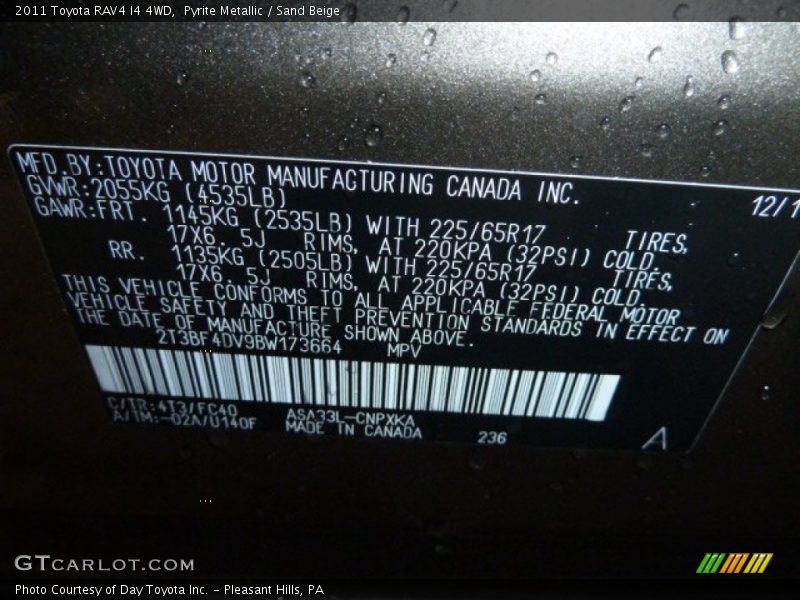 2011 Toyota RAV4 I4 4WD,  Pyrite Metallic / Sand Beige
MFD.BY:TOYOTA MOTOR MANUFACTURING CANADA INC.
GVWR:2055KG (4535LB) 12/1
GAWR:FRT. 1145KG (2535LB) WITH 225/65R17 TIRES,
17X6.5J RIMS, AT 220KPA (32PSI) COLD
RR. 1135KG (2505LB) WITH 225/65R17 TIRES,
17X6.5J RIMS, AT 220KPA (32PSI) COLD
THIS VEHICLE CONFORMS TO ALL APPLICABLE FEDERAL MOTOR
VEHICLE SAFETY AND THEFT PREVENTION STANDARDS IN EFFECT ON
THE DATE OF MANUFACTURE SHOWN ABOVE.
2T3BF4DV9BW173664 MPV
C/TR:4T3/FC40 ASA33L-CNPXKA
A/TM:-02A/U140F MADE IN CANADA 236 A
GTCARLOT.COM
Photo Courtesy of Day Toyota Inc. - Pleasant Hills, PA